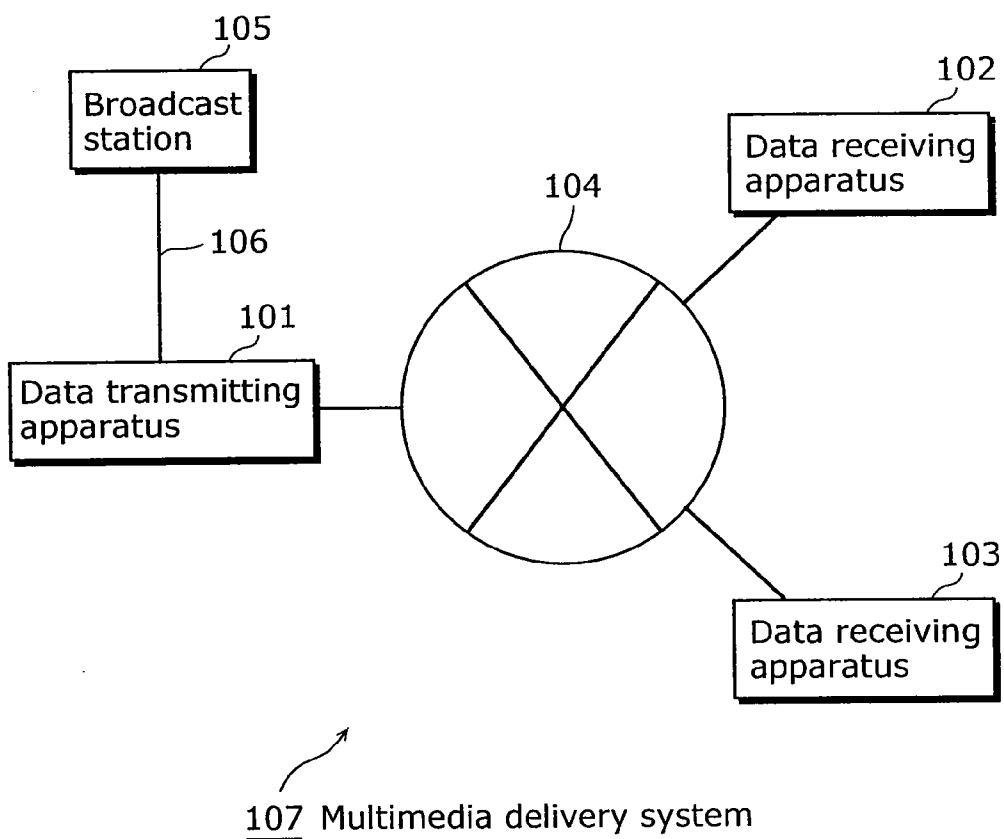 105
Broadcast
station
102
Data receiving
apparatus
104
106
101
Data transmitting
apparatus
103
Data receiving
apparatus
107 Multimedia delivery system